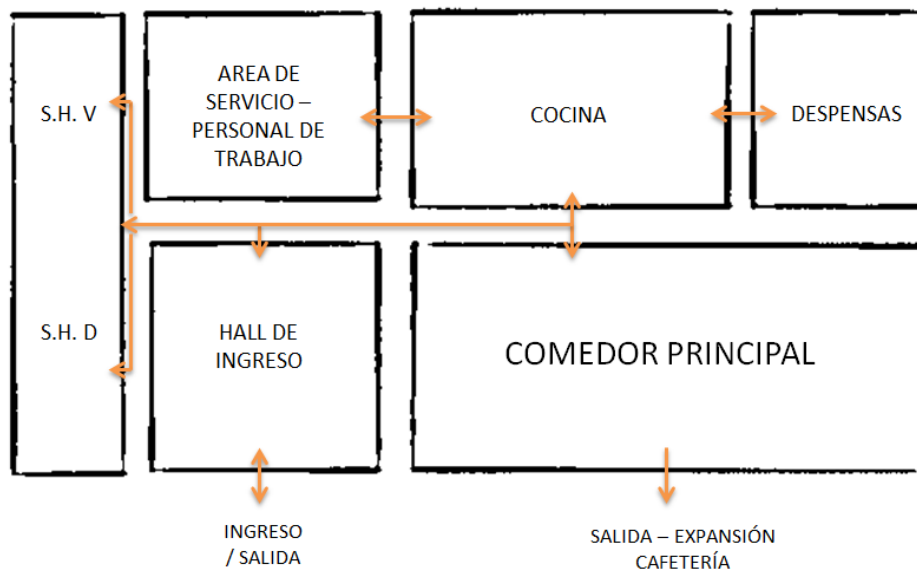 S.H. V
AREA DE
SERVICIO –
PERSONAL DE
TRABAJO
COCINA
DESPENSAS
S.H. D
HALL DE
INGRESO
COMEDOR PRINCIPAL
INGRESO
/ SALIDA
SALIDA – EXPANSIÓN
CAFETERÍA